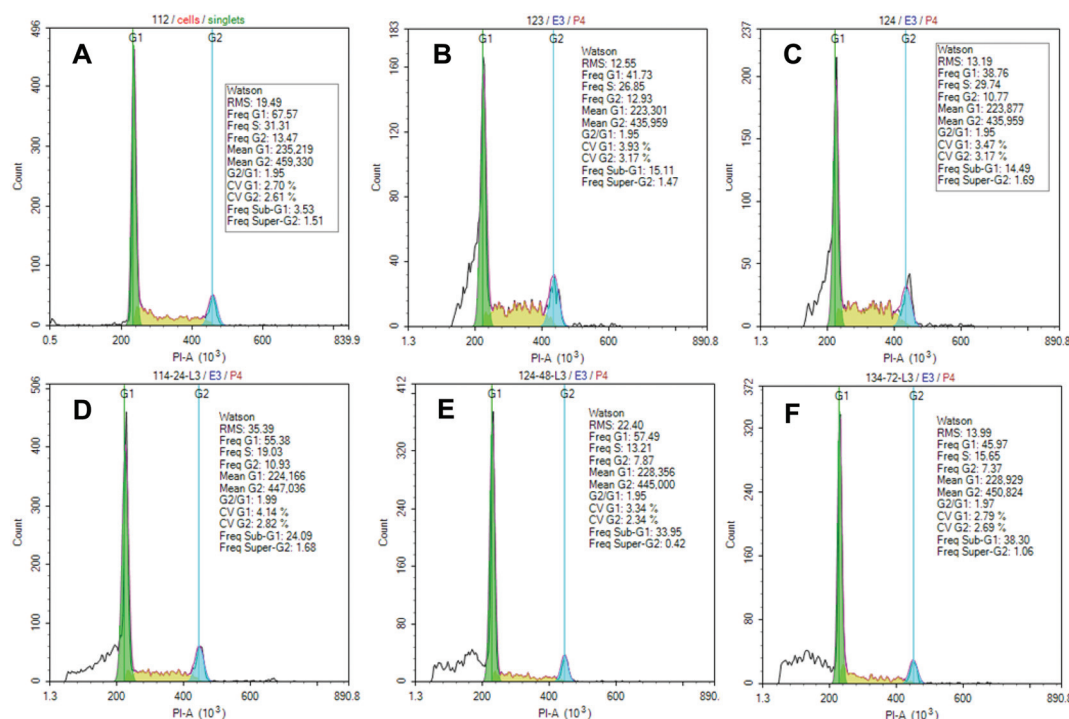 112 / cells / singlets
A
G1
G2
496
400
300
200
100
0
Count
0.5
200
600
839.9
PI-A (10³)
Watson
RMS: 19.49
Freq G1: 67.57
Freq S: 31.31
Freq G2: 13.47
Mean G1: 235,219
Mean G2: 459,330
G2/G1: 1.95
CV G1: 2.70 %
CV G2: 2.61 %
Freq Sub-G1: 3.53
Freq Super-G2: 1.51
123 / E3 / P4
B
G1
G2
183
160
120
80
40
0
Count
1.3
200
400
600
890.8
PI-A (10³)
Watson
RMS: 12.55
Freq G1: 41.73
Freq S: 26.85
Freq G2: 12.93
Mean G1: 223,301
Mean G2: 435,959
G2/G1: 1.95
CV G1: 3.93 %
CV G2: 3.17 %
Freq Sub-G1: 15.11
Freq Super-G2: 1.47
124 / E3 / P4
C
G1
G2
237
200
150
100
50
0
Count
1.3
200
400
600
890.8
PI-A (10³)
Watson
RMS: 13.19
Freq G1: 38.76
Freq S: 29.74
Freq G2: 10.77
Mean G1: 223,877
Mean G2: 435,959
G2/G1: 1.95
CV G1: 3.47 %
CV G2: 3.17 %
Freq Sub-G1: 14.49
Freq Super-G2: 1.69
114-24-L3 / E3 / P4
D
G1
G2
506
400
300
200
100
0
Count
1.3
200
400
600
890.8
PI-A (10³)
Watson
RMS: 35.39
Freq G1: 55.38
Freq S: 19.03
Freq G2: 10.93
Mean G1: 224,166
Mean G2: 447,036
G2/G1: 1.99
CV G1: 4.14 %
CV G2: 2.82 %
Freq Sub-G1: 24.09
Freq Super-G2: 1.68
124-48-L3 / E3 / P4
E
G1
G2
412
320
240
160
80
0
Count
1.3
200
400
600
890.
PI-A (10³)
Watson
RMS: 22.40
Freq G1: 57.49
Freq S: 13.21
Freq G2: 7.87
Mean G1: 228,356
Mean G2: 445,000
G2/G1: 1.95
CV G1: 3.34 %
CV G2: 2.34 %
Freq Sub-G1: 33.95
Freq Super-G2: 0.42
134-72-L3 / E3 / P4
F
G1
G2
372
320
240
160
80
0
Count
1.3
200
400
600
890.8
PI-A (10³)
Watson
RMS: 13.99
Freq G1: 45.97
Freq S: 15.65
Freq G2: 7.37
Mean G1: 228,929
Mean G2: 450,824
G2/G1: 1.97
CV G1: 2.79 %
CV G2: 2.69 %
Freq Sub-G1: 38.30
Freq Super-G2: 1.06